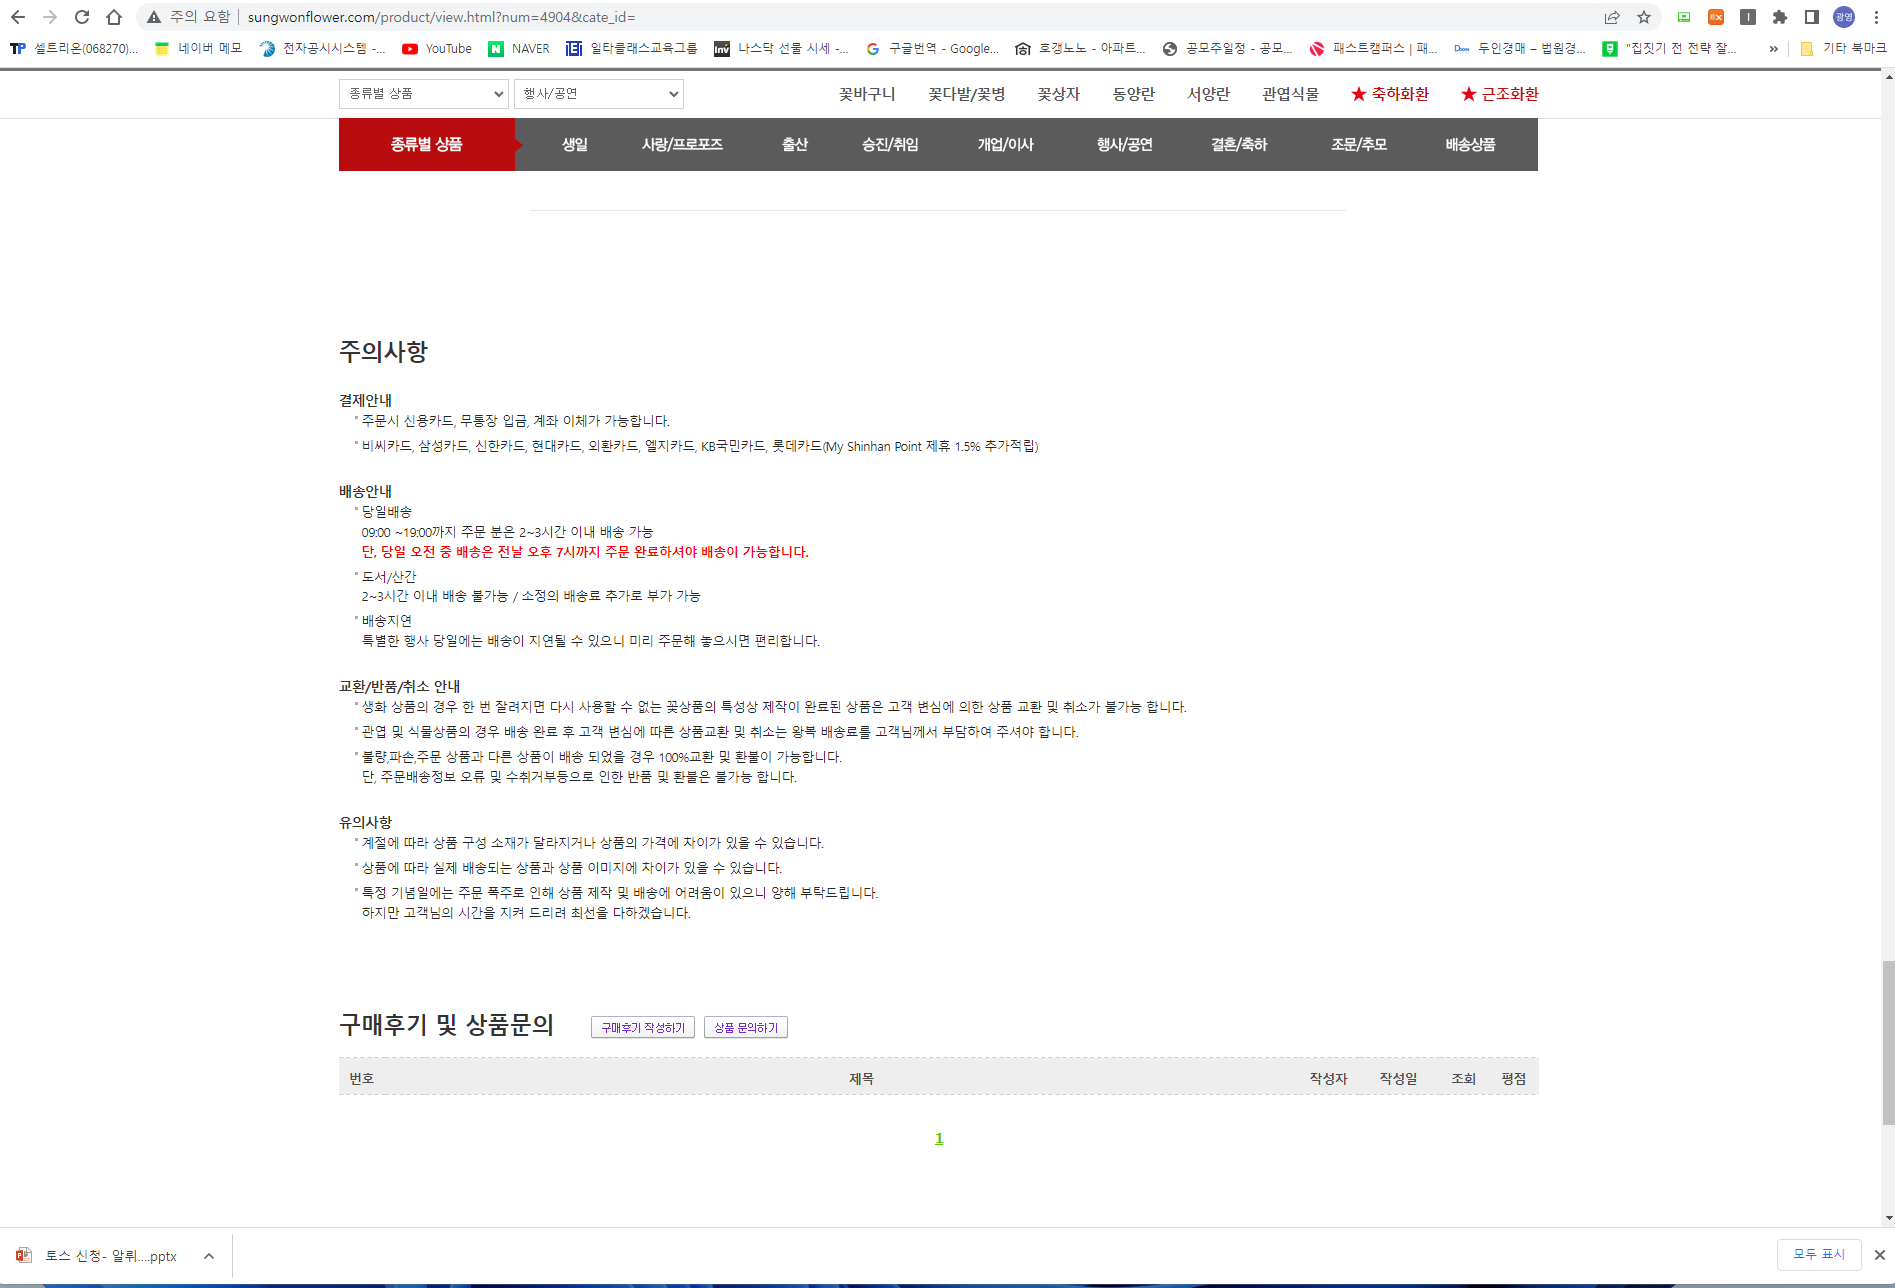 주의 요함
sungwonflower.com/product/view.html?num=4904&cate_id=
광영
셀트리온(068270)...
네이버 메모
전자공시시스템 -...
YouTube
NAVER
일타클래스교육그룹
나스닥 선물 시세 -...
구글번역 - Google...
호갱노노 - 아파트...
공모주일정 - 공모...
패스트캠퍼스 | 패...
두인경매 – 법원경...
"집짓기 전 전략 잘...
기타 북마크
종류별 상품
행사/공연
꽃바구니 꽃다발/꽃병 꽃상자 동양란 서양란 관엽식물 ★ 축하화환 ★ 근조화환
종류별 상품 생일 사랑/프로포즈 출산 승진/취임 개업/이사 행사/공연 결혼/축하 조문/추모 배송상품
주의사항
결제안내
주문시 신용카드, 무통장 입금, 계좌 이체가 가능합니다.
비씨카드, 삼성카드, 신한카드, 현대카드, 외환카드, 엘지카드, KB국민카드, 롯데카드(My Shinhan Point 제휴 1.5% 추가적립)
배송안내
당일배송
09:00 ~19:00까지 주문 분은 2~3시간 이내 배송 가능
단, 당일 오전 중 배송은 전날 오후 7시까지 주문 완료하셔야 배송이 가능합니다.
도서/산간
2~3시간 이내 배송 불가능 / 소정의 배송료 추가로 부가 가능
배송지연
특별한 행사 당일에는 배송이 지연될 수 있으니 미리 주문해 놓으시면 편리합니다.
교환/반품/취소 안내
생화 상품의 경우 한 번 잘려지면 다시 사용할 수 없는 꽃상품의 특성상 제작이 완료된 상품은 고객 변심에 의한 상품 교환 및 취소가 불가능 합니다.
관엽 및 식물상품의 경우 배송 완료 후 고객 변심에 따른 상품교환 및 취소는 왕복 배송료를 고객님께서 부담하여 주셔야 합니다.
불량,파손,주문 상품과 다른 상품이 배송 되었을 경우 100%교환 및 환불이 가능합니다.
단, 주문배송정보 오류 및 수취거부등으로 인한 반품 및 환불은 불가능 합니다.
유의사항
계절에 따라 상품 구성 소재가 달라지거나 상품의 가격에 차이가 있을 수 있습니다.
상품에 따라 실제 배송되는 상품과 상품 이미지에 차이가 있을 수 있습니다.
특정 기념일에는 주문 폭주로 인해 상품 제작 및 배송에 어려움이 있으니 양해 부탁드립니다.
하지만 고객님의 시간을 지켜 드리려 최선을 다하겠습니다.
구매후기 및 상품문의
구매후기 작성하기
상품 문의하기
번호 제목 작성자 작성일 조회 평점
1
토스 신청- 알뤼....pptx
모두 표시